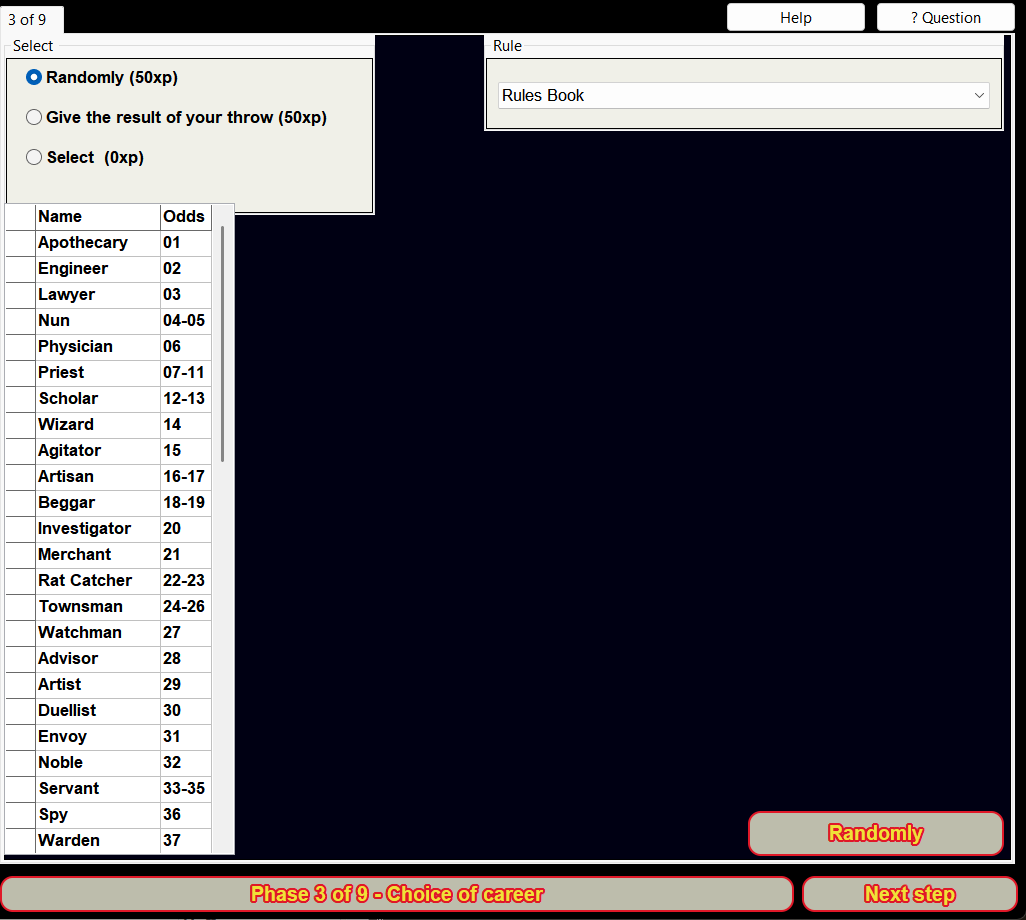 3 of 9
Help
? Question
Select
Rule
Randomly (50xp)
Give the result of your throw (50xp)
Select (0xp)
Rules Book
Name Odds
Apothecary 01
Engineer 02
Lawyer 03
Nun 04-05
Physician 06
Priest 07-11
Scholar 12-13
Wizard 14
Agitator 15
Artisan 16-17
Beggar 18-19
Investigator 20
Merchant 21
Rat Catcher 22-23
Townsman 24-26
Watchman 27
Advisor 28
Artist 29
Duellist 30
Envoy 31
Noble 32
Servant 33-35
Spy 36
Warden 37
Randomly
Phase 3 of 9 - Choice of career
Next step